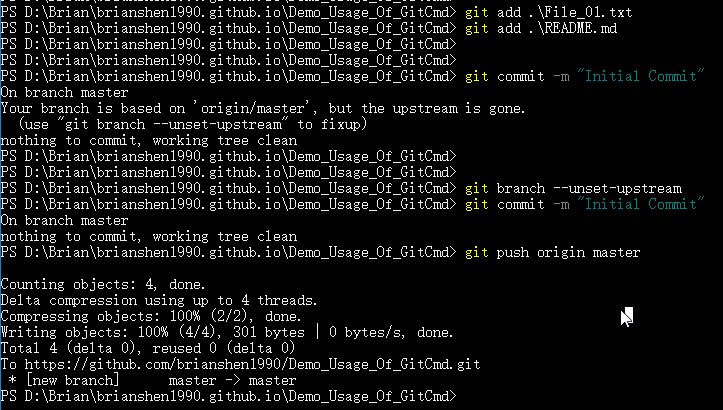 PS D:\Brian\brianshen1990.github.io\Demo_Usage_Of_GitCmd> git add .\File_01.txt
PS D:\Brian\brianshen1990.github.io\Demo_Usage_Of_GitCmd> git add .\README.md
PS D:\Brian\brianshen1990.github.io\Demo_Usage_Of_GitCmd>
PS D:\Brian\brianshen1990.github.io\Demo_Usage_Of_GitCmd>
PS D:\Brian\brianshen1990.github.io\Demo_Usage_Of_GitCmd> git commit -m "Initial Commit"
On branch master
Your branch is based on 'origin/master', but the upstream is gone.
  (use "git branch --unset-upstream" to fixup)
nothing to commit, working tree clean
PS D:\Brian\brianshen1990.github.io\Demo_Usage_Of_GitCmd>
PS D:\Brian\brianshen1990.github.io\Demo_Usage_Of_GitCmd>
PS D:\Brian\brianshen1990.github.io\Demo_Usage_Of_GitCmd> git branch --unset-upstream
PS D:\Brian\brianshen1990.github.io\Demo_Usage_Of_GitCmd> git commit -m "Initial Commit"
On branch master
nothing to commit, working tree clean
PS D:\Brian\brianshen1990.github.io\Demo_Usage_Of_GitCmd> git push origin master
Counting objects: 4, done.
Delta compression using up to 4 threads.
Compressing objects: 100% (2/2), done.
Writing objects: 100% (4/4), 301 bytes | 0 bytes/s, done.
Total 4 (delta 0), reused 0 (delta 0)
To https://github.com/brianshen1990/Demo_Usage_Of_GitCmd.git
 * [new branch]      master -> master
PS D:\Brian\brianshen1990.github.io\Demo_Usage_Of_GitCmd>